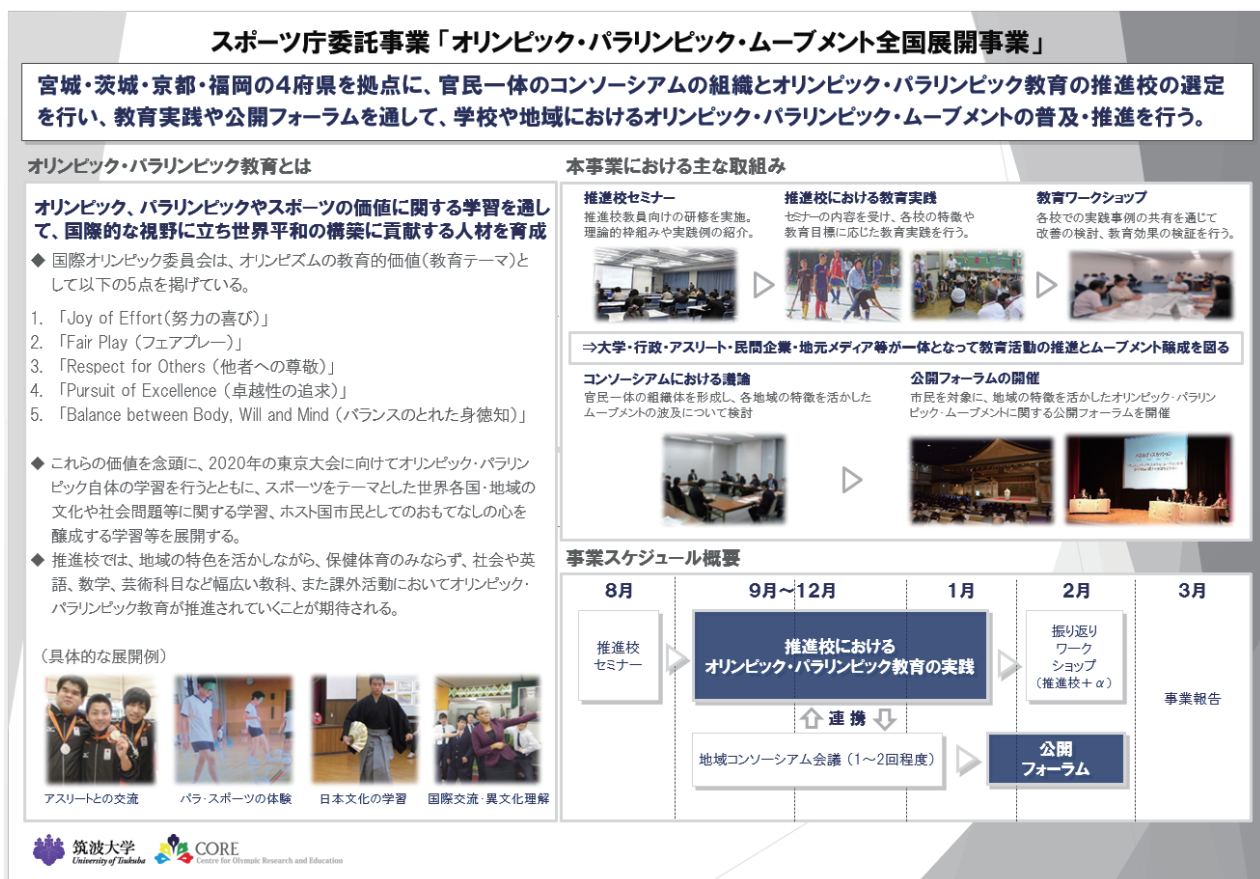 スポーツ庁委託事業「オリンピック・パラリンピック・ムーブメント全国展開事業」
宮城・茨城・京都・福岡の4府県を拠点に、官民一体のコンソーシアムの組織とオリンピック・パラリンピック教育の推進校の選定
を行い、教育実践や公開フォーラムを通して、学校や地域におけるオリンピック・パラリンピック・ムーブメントの普及・推進を行う。
オリンピック・パラリンピック教育とは
オリンピック、パラリンピックやスポーツの価値に関する学習を通し
て、国際的な視野に立ち世界平和の構築に貢献する人材を育成
◆ 国際オリンピック委員会は、オリンピズムの教育的価値（教育テーマ）と
して以下の5点を掲げている。
1. 「Joy of Effort（努力の喜び）」
2. 「Fair Play （フェアプレー）」
3. 「Respect for Others （他者への尊敬）」
4. 「Pursuit of Excellence （卓越性の追求）」
5. 「Balance between Body, Will and Mind （バランスのとれた身徳知）」
◆ これらの価値を念頭に、2020年の東京大会に向けてオリンピック・パラリン
ピック自体の学習を行うとともに、スポーツをテーマとした世界各国・地域の
文化や社会問題等に関する学習、ホスト国市民としてのおもてなしの心を
醸成する学習等を展開する。
◆ 推進校では、地域の特色を活かしながら、保健体育のみならず、社会や英
語、数学、芸術科目など幅広い教科、また課外活動においてオリンピック・
パラリンピック教育が推進されていくことが期待される。
（具体的な展開例）
アスリートとの交流
パラ・スポーツの体験
日本文化の学習
国際交流・異文化理解
本事業における主な取組み
推進校セミナー
推進校教員向けの研修を実施。
理論的枠組みや実践例の紹介。
推進校における教育実践
セミナーの内容を受け、各校の特徴や
教育目標に応じた教育実践を行う。
教育ワークショップ
各校での実践事例の共有を通じて
改善の検討、教育効果の検証を行う。
⇒大学・行政・アスリート・民間企業・地元メディア等が一体となって教育活動の推進とムーブメント醸成を図る
コンソーシアムにおける議論
官民一体の組織体を形成し、各地域の特徴を活かした
ムーブメントの波及について検討
公開フォーラムの開催
市民を対象に、地域の特徴を活かしたオリンピック・パラリン
ピック・ムーブメントに関する公開フォーラムを開催
事業スケジュール概要
8月
9月～12月
1月
2月
3月
推進校
セミナー
推進校における
オリンピック・パラリンピック教育の実践
振り返り
ワーク
ショップ
（推進校＋α）
事業報告
連携
地域コンソーシアム会議（1～2回程度）
公開
フォーラム
筑波大学
University of Tsukuba
CORE
Centre for Olympic Research and Education